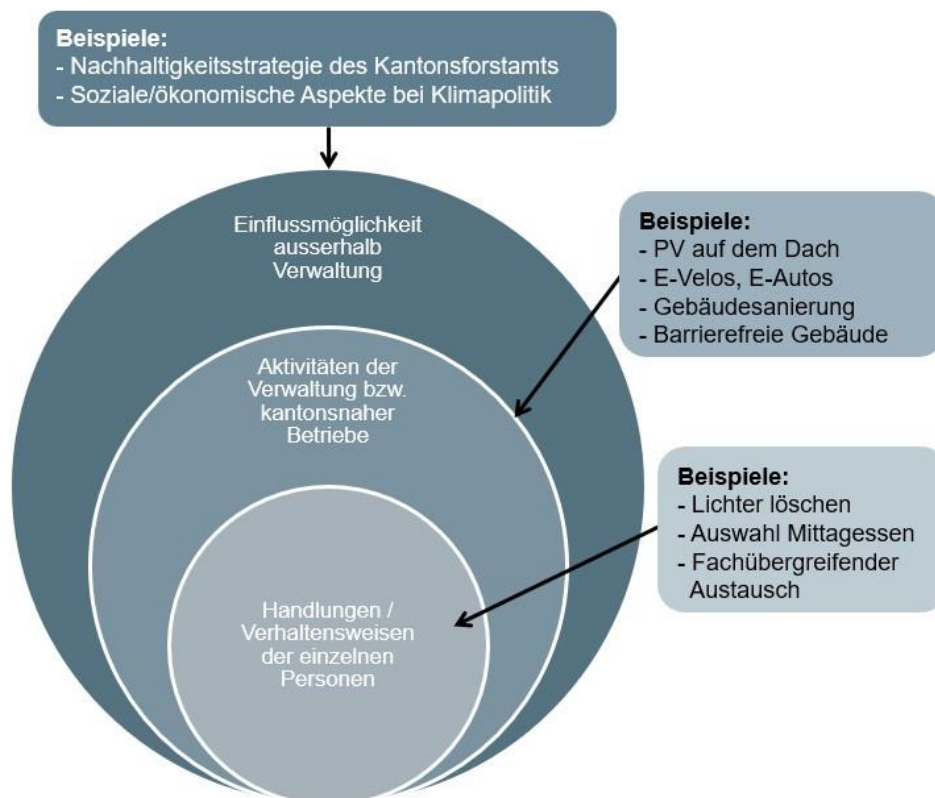 Beispiele:
- Nachhaltigkeitsstrategie des Kantonsforstamts
- Soziale/ökonomische Aspekte bei Klimapolitik
Einflussmöglichkeit
ausserhalb
Verwaltung
Beispiele:
- PV auf dem Dach
- E-Velos, E-Autos
- Gebäudesanierung
- Barrierefreie Gebäude
Aktivitäten der
Verwaltung bzw.
kantonsnaher
Betriebe
Beispiele:
- Lichter löschen
- Auswahl Mittagessen
- Fachübergreifender
Austausch
Handlungen /
Verhaltensweisen
der einzelnen
Personen